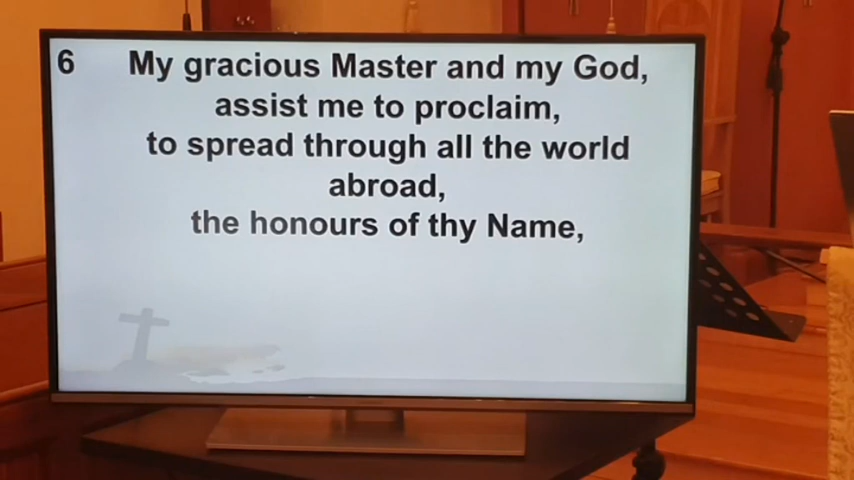 6 My gracious Master and my God,
assist me to proclaim,
to spread through all the world
abroad,
the honours of thy Name,